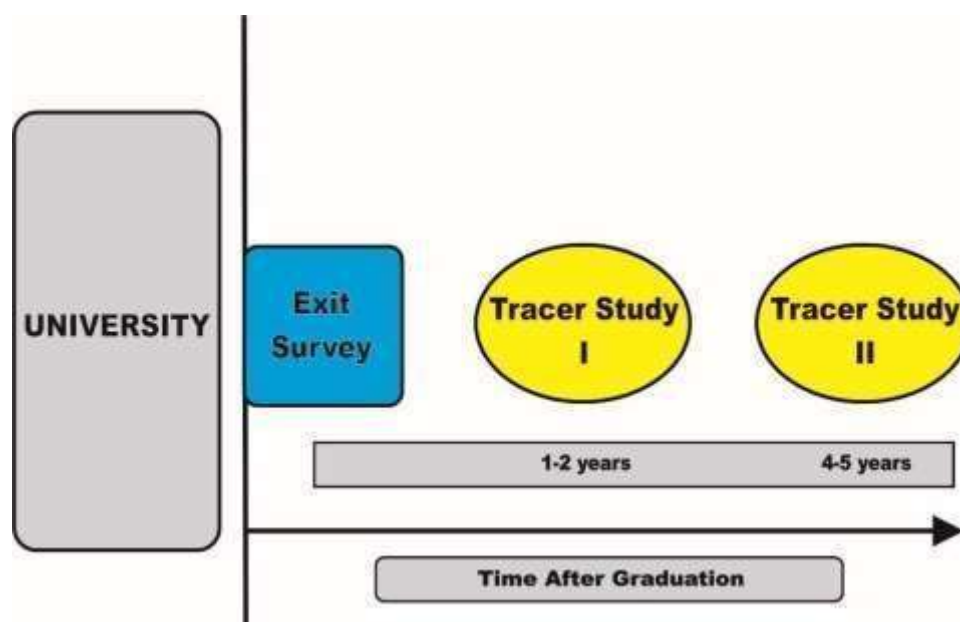 UNIVERSITY
Exit
Survey
Tracer Study
I
Tracer Study
II
1-2 years
4-5 years
Time After Graduation